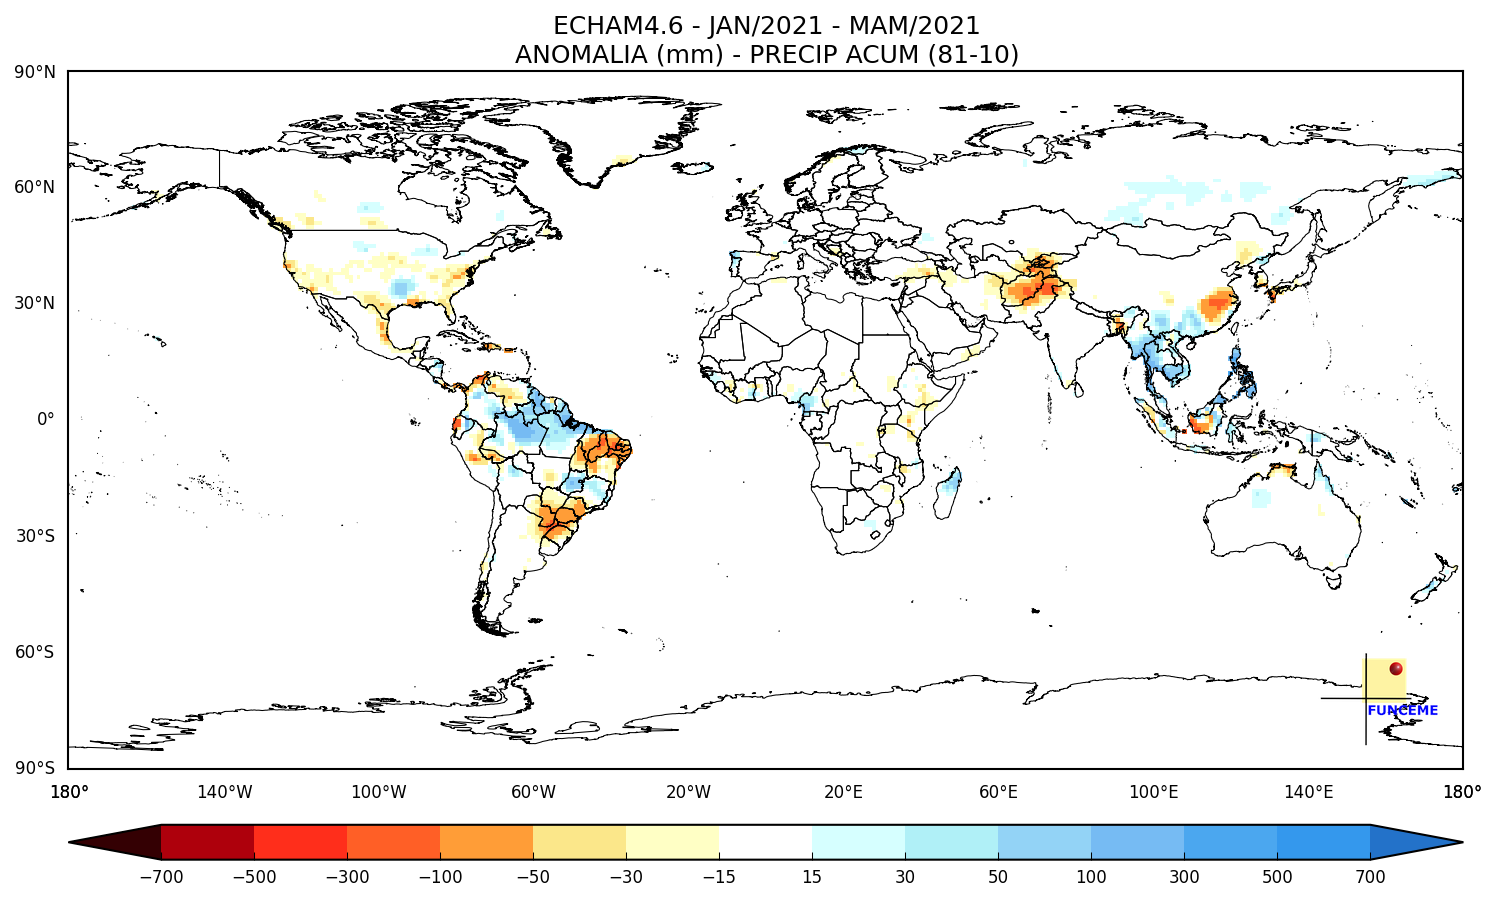 ECHAM4.6 - JAN/2021 - MAM/2021
ANOMALIA (mm) - PRECIP ACUM (81-10)
90°N
60°N
30°N
0°
30°S
60°S
90°S
FUNCEME
180° 140°W 100°W 60°W 20°W 20°E 60°E 100°E 140°E 180°
−700 −500 −300 −100 −50 −30 −15 15 30 50 100 300 500 700